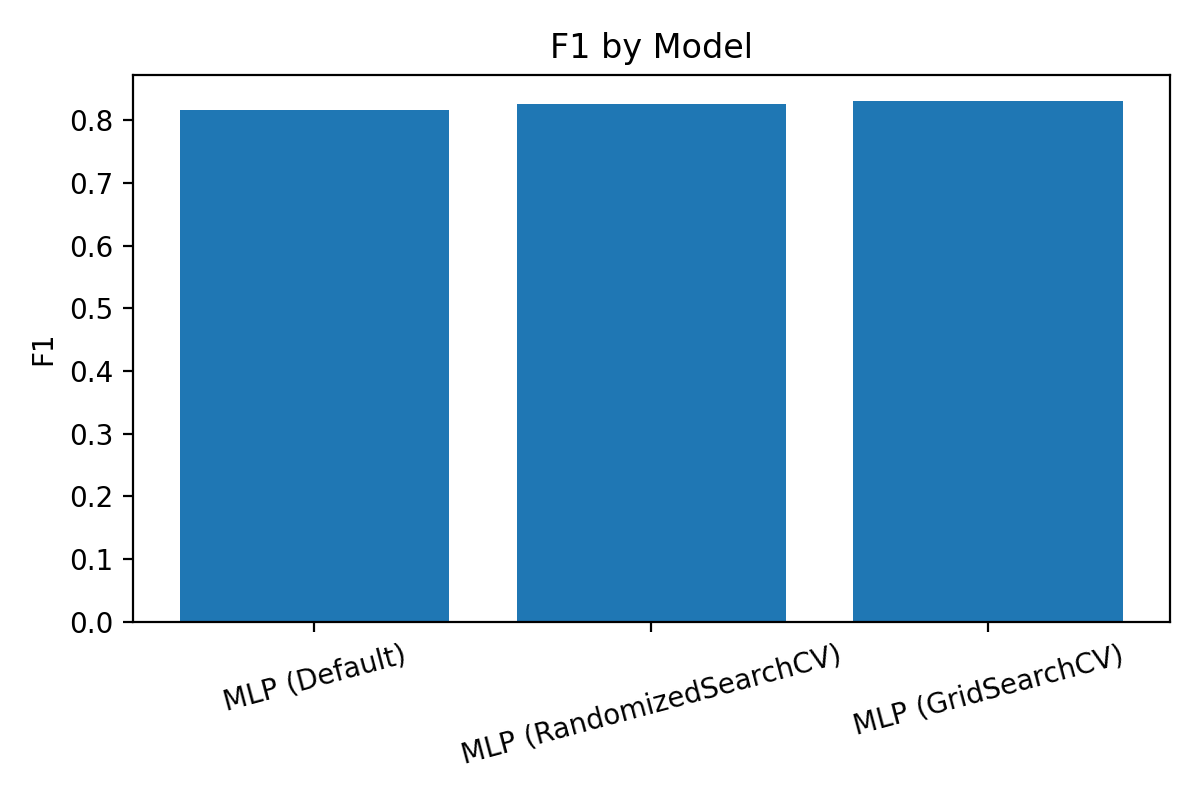 F1 by Model
F1
0.8
0.7
0.6
0.5
0.4
0.3
0.2
0.1
0.0
MLP (Default)
MLP (RandomizedSearchCV)
MLP (GridSearchCV)